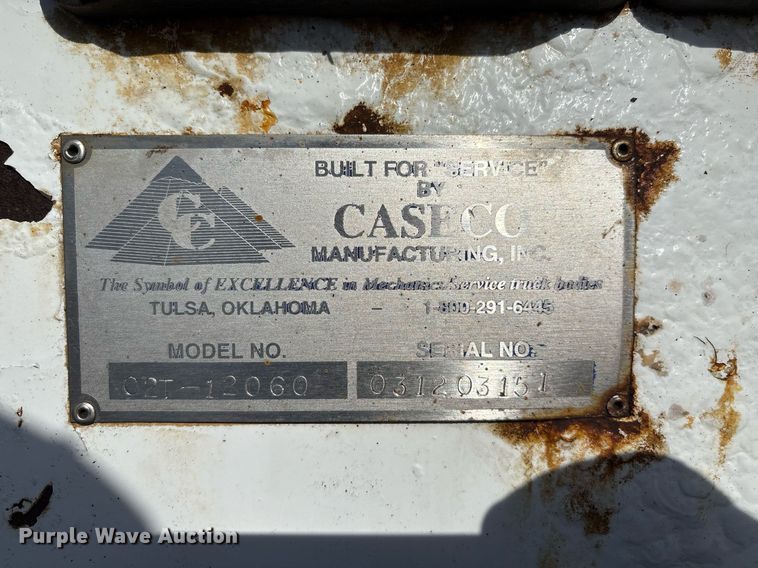 CC
BUILT FOR "SERVICE"
BY
CASECO
MANUFACTURING, INC.
The Symbol of EXCELLENCE in Mechanics Service truck bodies
TULSA, OKLAHOMA – 1-800-291-6445
MODEL NO. SERIAL NO.
02T-12060 031203151
Purple Wave Auction